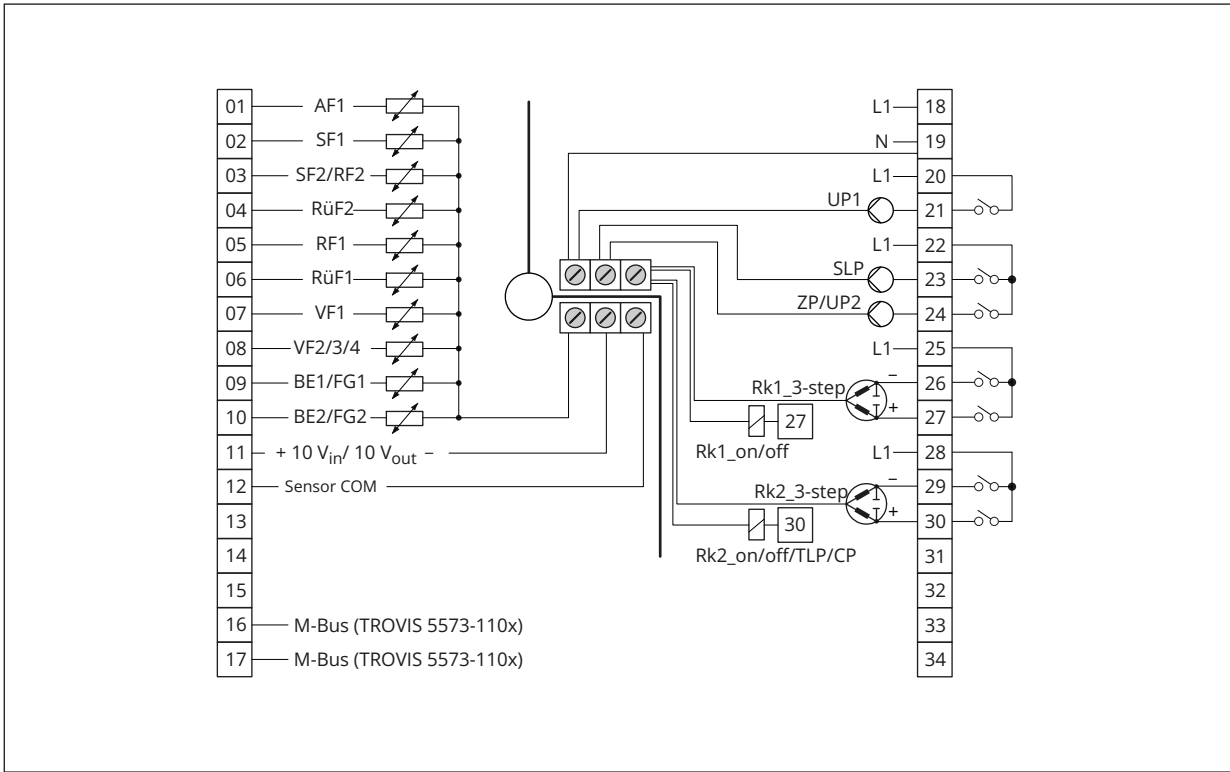 01 AF1
02 SF1
03 SF2/RF2
04 RüF2
05 RF1
06 RüF1
07 VF1
08 VF2/3/4
09 BE1/FG1
10 BE2/FG2
11 + 10 Vin/ 10 Vout −
12 Sensor COM
13
14
15
16 M-Bus (TROVIS 5573-110x)
17 M-Bus (TROVIS 5573-110x)
L1 18
N 19
L1 20
UP1 21
L1 22
SLP 23
ZP/UP2 24
L1 25
Rk1_3-step − 26
+ 27
27
Rk1_on/off
L1 28
Rk2_3-step − 29
+ 30
30
Rk2_on/off/TLP/CP
31
32
33
34